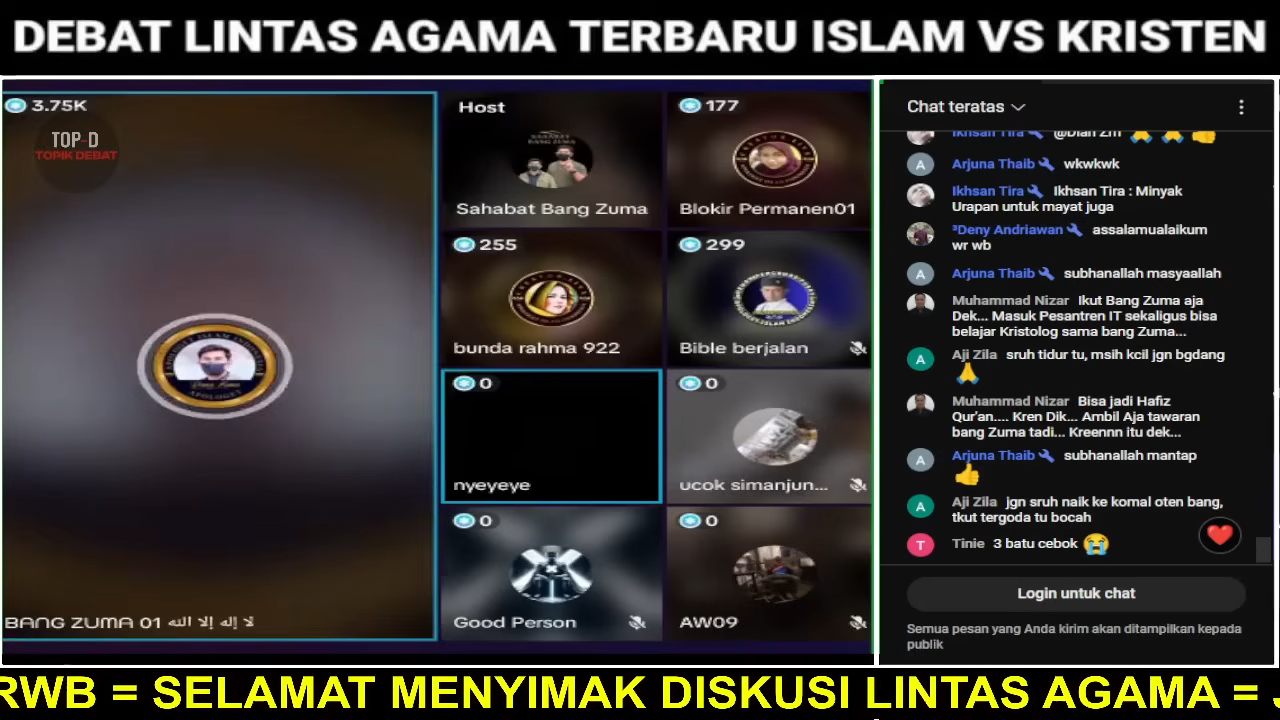 DEBAT LINTAS AGAMA TERBARU ISLAM VS KRISTEN
3.75K
TOP-D
TOPIK DEBAT
BANG ZUMA 01 لا إله إلا الله
Host
Sahabat Bang Zuma
177
Blokir Permanen01
255
bunda rahma 922
299
Bible berjalan
0
nyeyeye
0
ucok simanjun...
0
Good Person
0
AW09
Chat teratas
Ikhsan Tira @Dian Zm 🙏 🙏 👍
A Arjuna Thaib wkwkwk
Ikhsan Tira Ikhsan Tira : Minyak
Urapan untuk mayat juga
³Deny Andriawan assalamualaikum
wr wb
A Arjuna Thaib subhanallah masyaallah
Muhammad Nizar Ikut Bang Zuma aja
Dek... Masuk Pesantren IT sekaligus bisa
belajar Kristolog sama bang Zuma...
A Aji Zila sruh tidur tu, msih kcil jgn bgdang
🙏
Muhammad Nizar Bisa jadi Hafiz
Qur'an.... Kren Dik... Ambil Aja tawaran
bang Zuma tadi... Kreennn itu dek...
A Arjuna Thaib subhanallah mantap
👍
A Aji Zila jgn sruh naik ke komal oten bang,
tkut tergoda tu bocah
T Tinie 3 batu cebok 😭
Login untuk chat
Semua pesan yang Anda kirim akan ditampilkan kepada
publik
RWB = SELAMAT MENYIMAK DISKUSI LINTAS AGAMA =